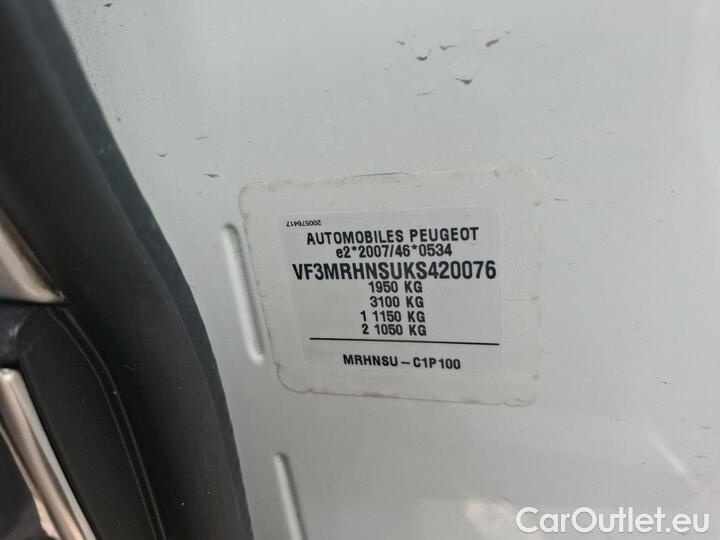 200576417
AUTOMOBILES PEUGEOT
e2*2007/46*0534
VF3MRHNSUKS420076
1950 KG
3100 KG
1 1150 KG
2 1050 KG
MRHNSU-C1P100
CarOutlet.eu